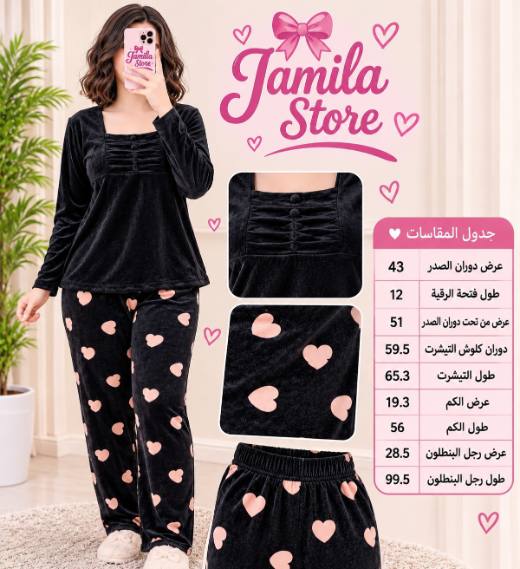 Jamila
Store
Jamila
Store
جدول المقاسات
عرض دوران الصدر 43
طول فتحة الرقبة 12
عرض من تحت دوران الصدر 51
دوران كلوش التيشرت 59.5
طول التيشرت 65.3
عرض الكم 19.3
طول الكم 56
عرض رجل البنطلون 28.5
طول رجل البنطلون 99.5